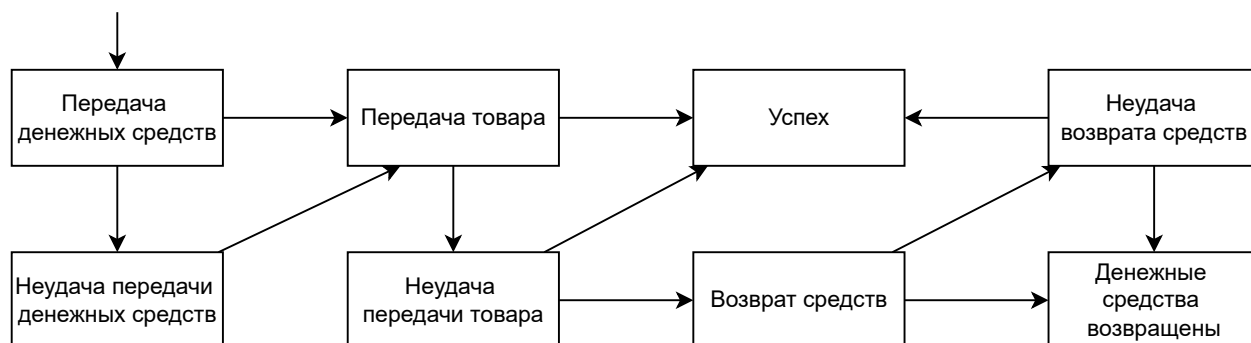 Передача
денежных средств
Передача товара
Успех
Неудача
возврата средств
Неудача передачи
денежных средств
Неудача
передачи товара
Возврат средств
Денежные
средства
возвращены